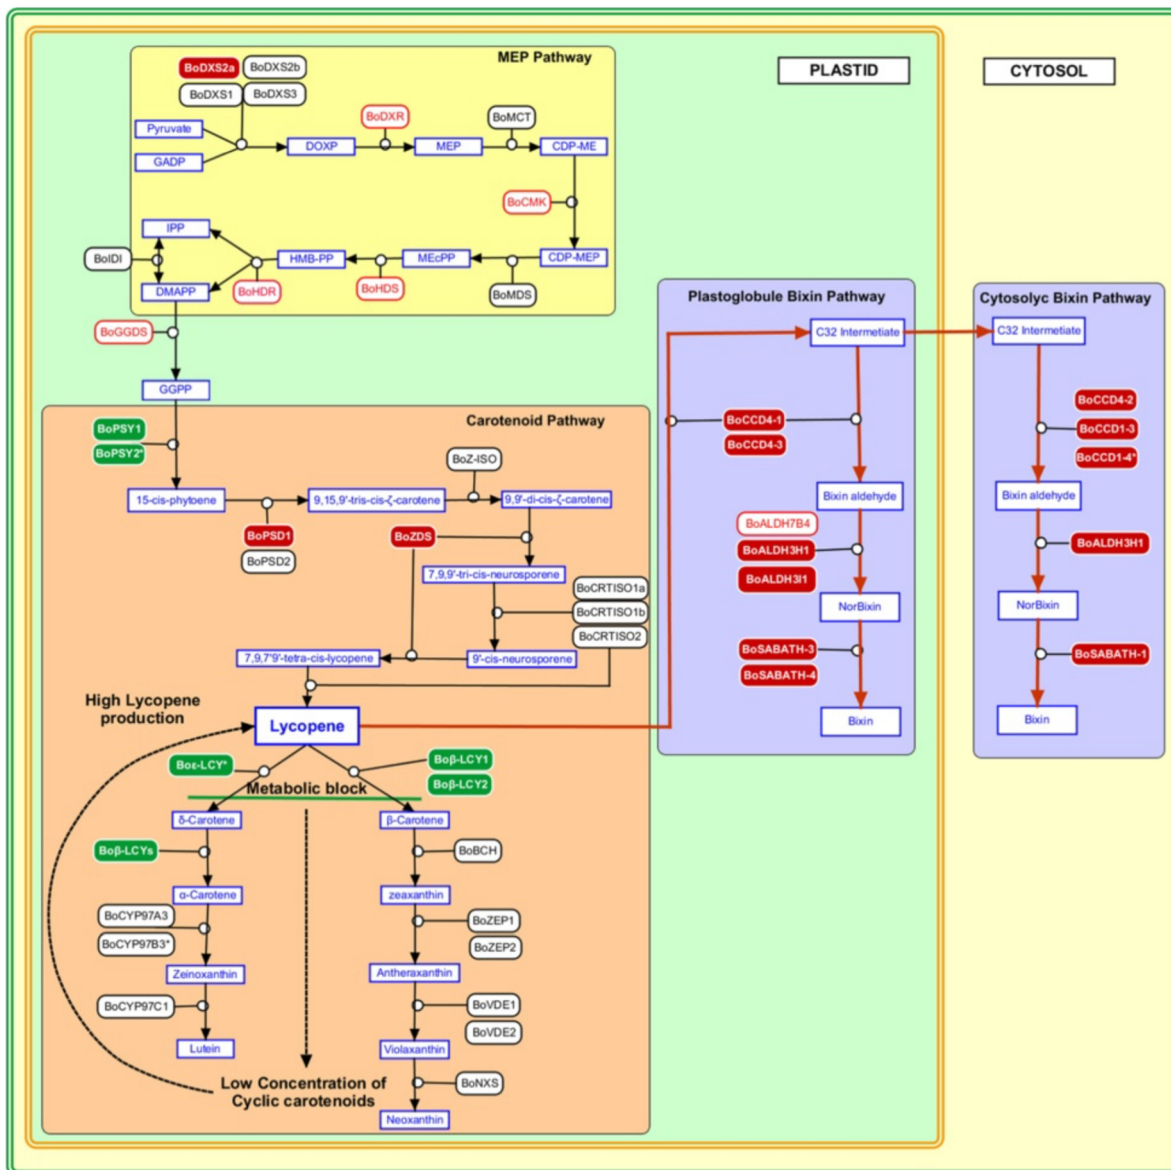 MEP Pathway
BoDXS2a
BoDXS2b
BoDXS1
BoDXS3
Pyruvate
GADP
DOXP
BoDXR
MEP
BoMCT
CDP-ME
BoCMK
IPP
BoIDI
DMAPP
HMB-PP
MEcPP
CDP-MEP
BoHDR
BoHDS
BoMDS
BoGGDS
GGPP
PLASTID
CYTOSOL
Carotenoid Pathway
BoPSY1
BoPSY2*
BoZ-ISO
15-cis-phytoene
9,15,9'-tris-cis-ζ-carotene
9,9'-di-cis-ζ-carotene
BoPSD1
BoPSD2
BoZDS
7,9,9'-tri-cis-neurosporene
BoCRTISO1a
BoCRTISO1b
BoCRTISO2
7,9,7'9'-tetra-cis-lycopene
9'-cis-neurosporene
High Lycopene
production
Lycopene
Boε-LCY*
Boβ-LCY1
Boβ-LCY2
Metabolic block
δ-Carotene
β-Carotene
Boβ-LCYs
BoBCH
α-Carotene
zeaxanthin
BoCYP97A3
BoCYP97B3*
BoZEP1
BoZEP2
Zeinoxanthin
Antheraxanthin
BoCYP97C1
BoVDE1
BoVDE2
Lutein
Violaxanthin
BoNXS
Low Concentration of
Cyclic carotenoids
Neoxanthin
Plastoglobule Bixin Pathway
C32 Intermetiate
BoCCD4-1
BoCCD4-3
Bixin aldehyde
BoALDH7B4
BoALDH3H1
BoALDH3I1
NorBixin
BoSABATH-3
BoSABATH-4
Bixin
Cytosolyc Bixin Pathway
C32 Intermetiate
BoCCD4-2
BoCCD1-3
BoCCD1-4*
Bixin aldehyde
BoALDH3H1
NorBixin
BoSABATH-1
Bixin